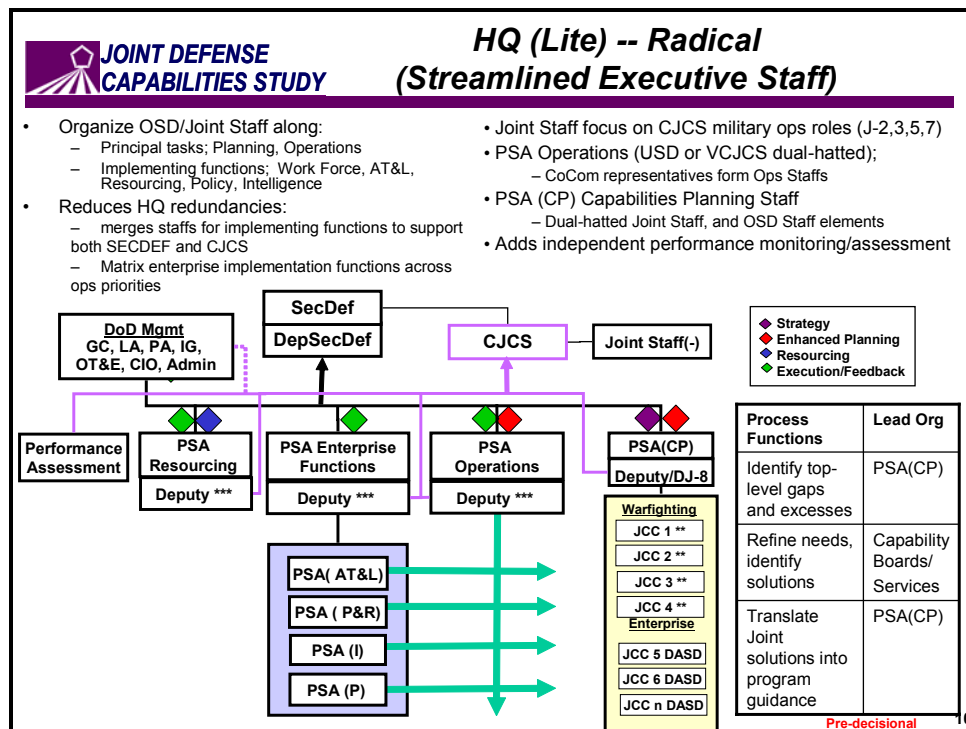 JOINT DEFENSE
CAPABILITIES STUDY
HQ (Lite) -- Radical
(Streamlined Executive Staff)
• Organize OSD/Joint Staff along:
– Principal tasks; Planning, Operations
– Implementing functions; Work Force, AT&L,
Resourcing, Policy, Intelligence
• Reduces HQ redundancies:
– merges staffs for implementing functions to support
both SECDEF and CJCS
– Matrix enterprise implementation functions across
ops priorities
• Joint Staff focus on CJCS military ops roles (J-2,3,5,7)
• PSA Operations (USD or VCJCS dual-hatted);
– CoCom representatives form Ops Staffs
• PSA (CP) Capabilities Planning Staff
– Dual-hatted Joint Staff, and OSD Staff elements
• Adds independent performance monitoring/assessment
DoD Mgmt
GC, LA, PA, IG,
OT&E, CIO, Admin
SecDef
DepSecDef
CJCS
Joint Staff(-)
Strategy
Enhanced Planning
Resourcing
Execution/Feedback
Performance
Assessment
PSA
Resourcing
Deputy ***
PSA Enterprise
Functions
Deputy ***
PSA
Operations
Deputy ***
PSA(CP)
Deputy/DJ-8
PSA( AT&L)
PSA ( P&R)
PSA (I)
PSA (P)
Warfighting
JCC 1 **
JCC 2 **
JCC 3 **
JCC 4 **
Enterprise
JCC 5 DASD
JCC 6 DASD
JCC n DASD
Process
Functions
Lead Org
Identify top-
level gaps
and excesses
PSA(CP)
Refine needs,
identify
solutions
Capability
Boards/
Services
Translate
Joint
solutions into
program
guidance
PSA(CP)
Pre-decisional